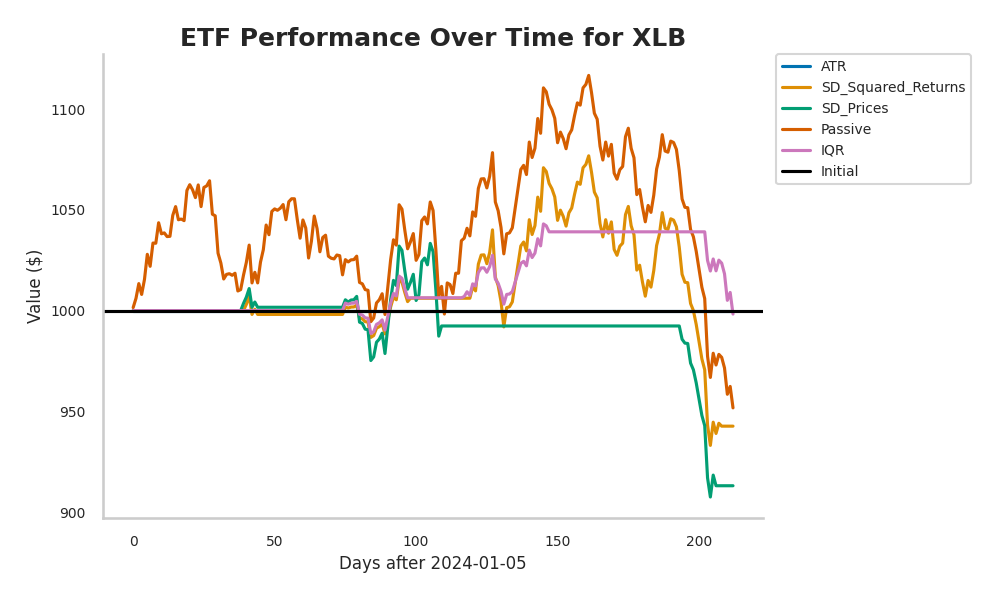 ETF Performance Over Time for XLB
ATR
SD_Squared_Returns
SD_Prices
Passive
IQR
Initial
Value ($)
1100
1050
1000
950
900
0 50 100 150 200
Days after 2024-01-05